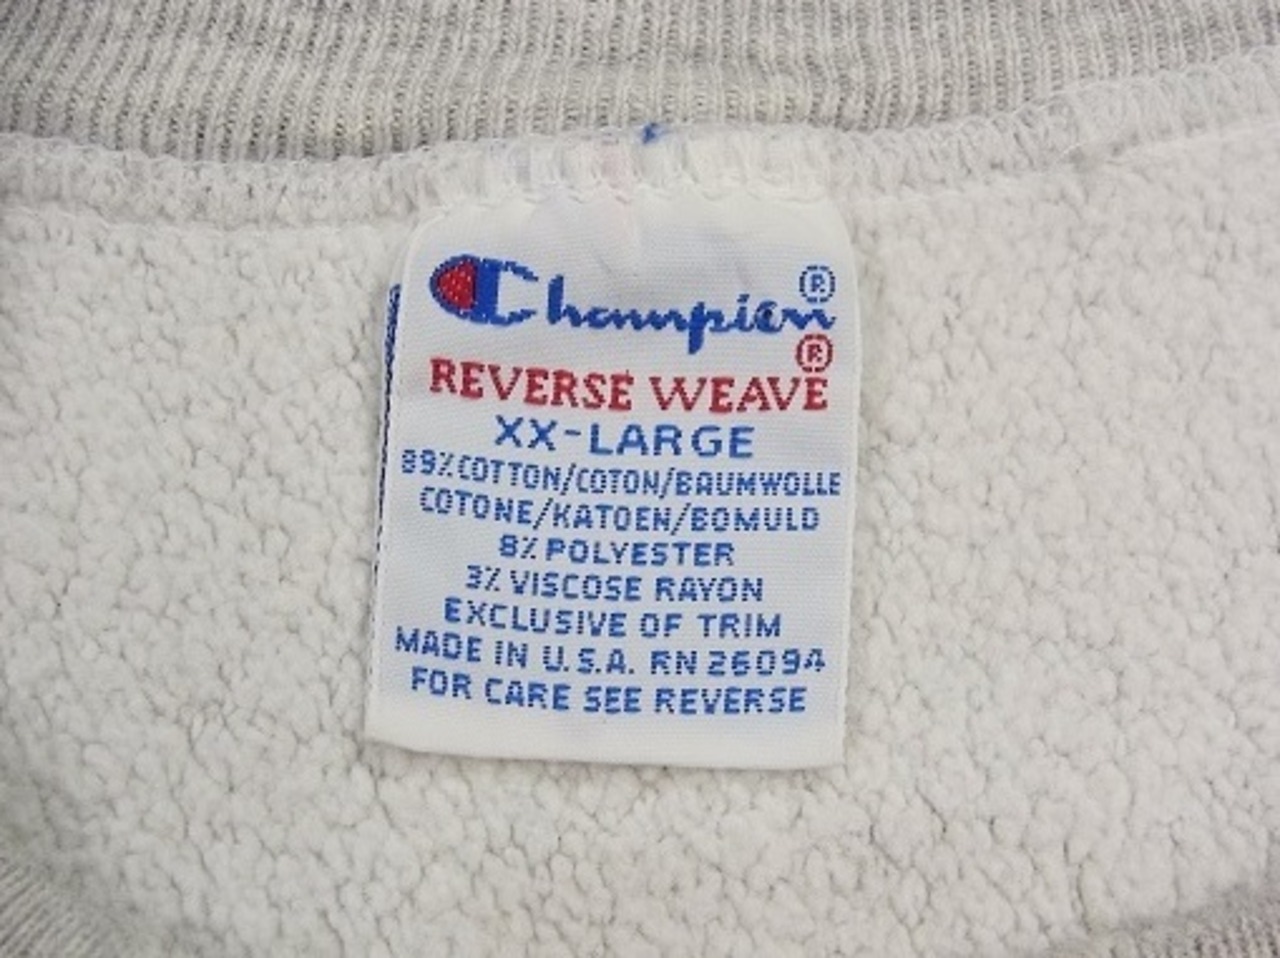 Champion®
REVERSE WEAVE®
XX-LARGE
89% COTTON/COTON/BAUMWOLLE
COTONE/KATOEN/BOMULD
8% POLYESTER
3% VISCOSE RAYON
EXCLUSIVE OF TRIM
MADE IN U.S.A. RN 26094
FOR CARE SEE REVERSE